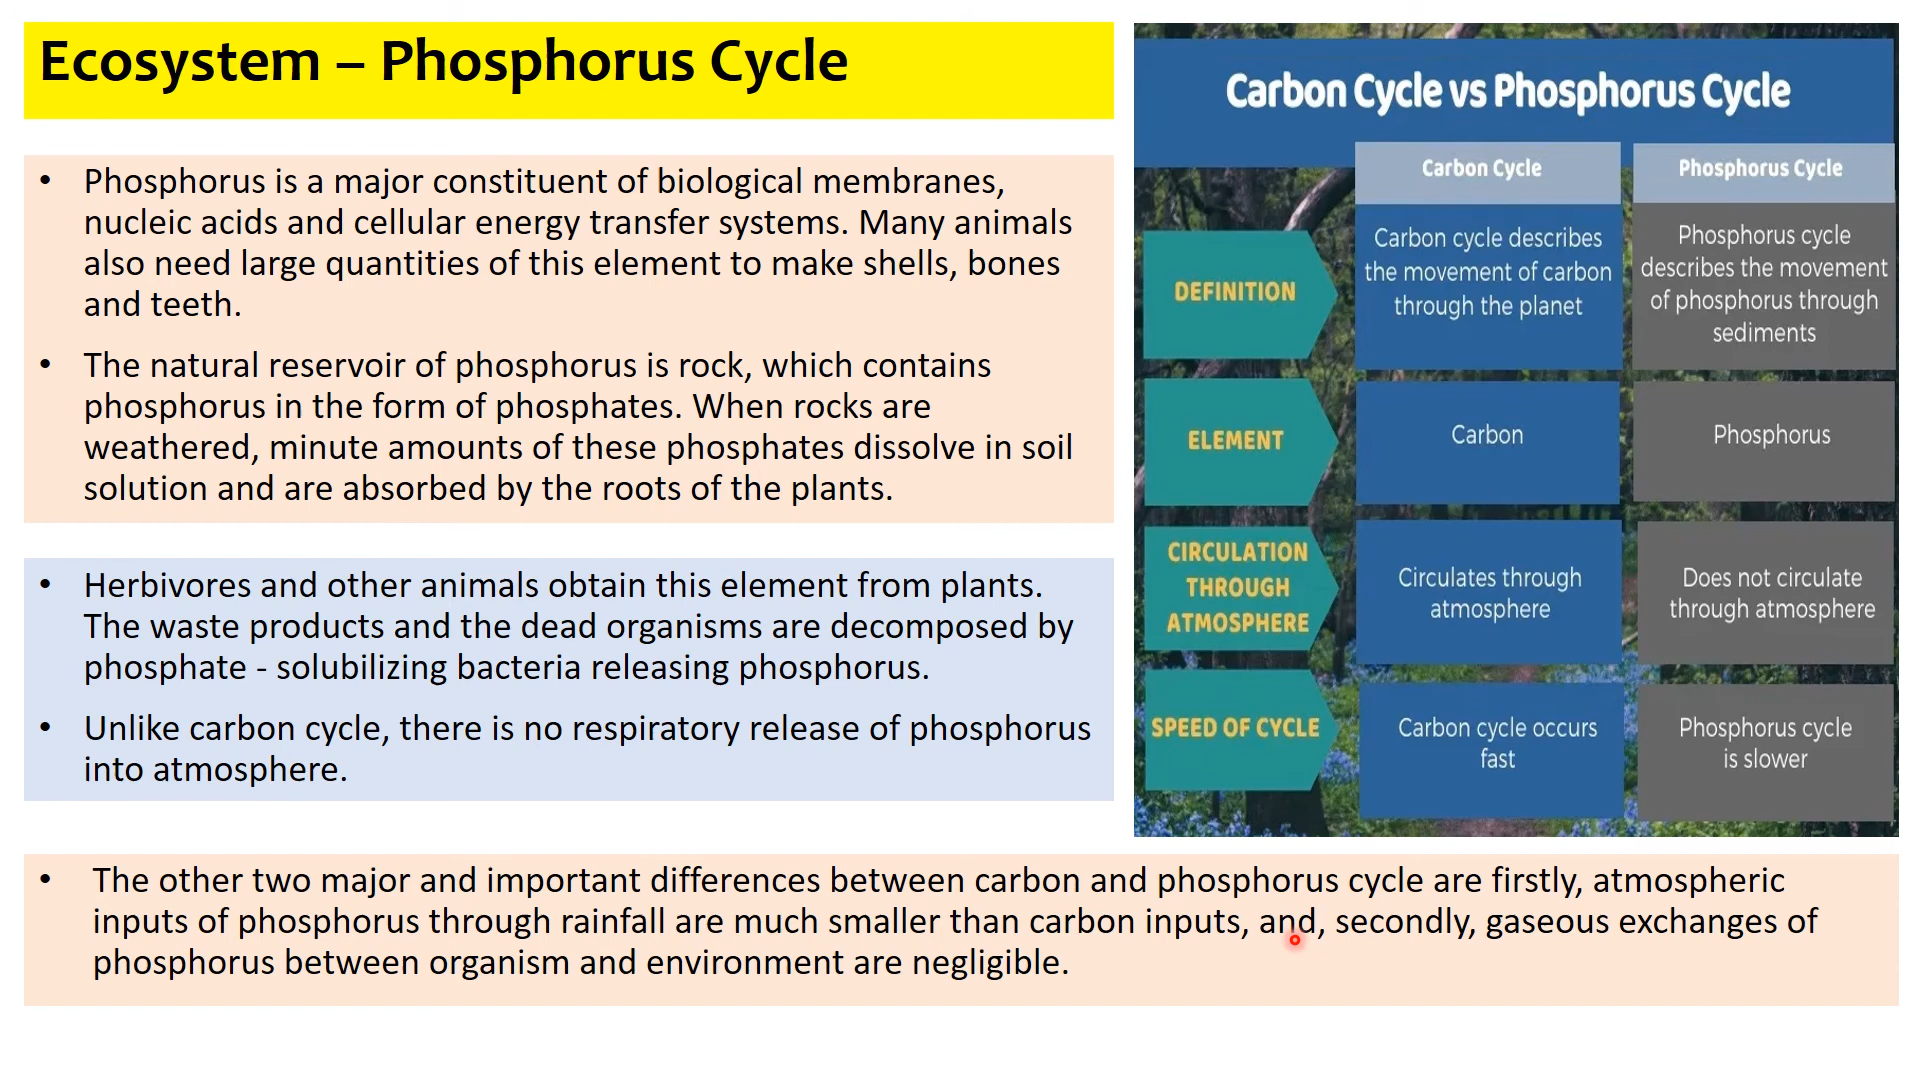 Ecosystem – Phosphorus Cycle
• Phosphorus is a major constituent of biological membranes,
nucleic acids and cellular energy transfer systems. Many animals
also need large quantities of this element to make shells, bones
and teeth.
• The natural reservoir of phosphorus is rock, which contains
phosphorus in the form of phosphates. When rocks are
weathered, minute amounts of these phosphates dissolve in soil
solution and are absorbed by the roots of the plants.
• Herbivores and other animals obtain this element from plants.
The waste products and the dead organisms are decomposed by
phosphate - solubilizing bacteria releasing phosphorus.
• Unlike carbon cycle, there is no respiratory release of phosphorus
into atmosphere.
Carbon Cycle vs Phosphorus Cycle
Carbon Cycle
Phosphorus Cycle
DEFINITION
Carbon cycle describes
the movement of carbon
through the planet
Phosphorus cycle
describes the movement
of phosphorus through
sediments
ELEMENT
Carbon
Phosphorus
CIRCULATION
THROUGH
ATMOSPHERE
Circulates through
atmosphere
Does not circulate
through atmosphere
SPEED OF CYCLE
Carbon cycle occurs
fast
Phosphorus cycle
is slower
• The other two major and important differences between carbon and phosphorus cycle are firstly, atmospheric
inputs of phosphorus through rainfall are much smaller than carbon inputs, and, secondly, gaseous exchanges of
phosphorus between organism and environment are negligible.